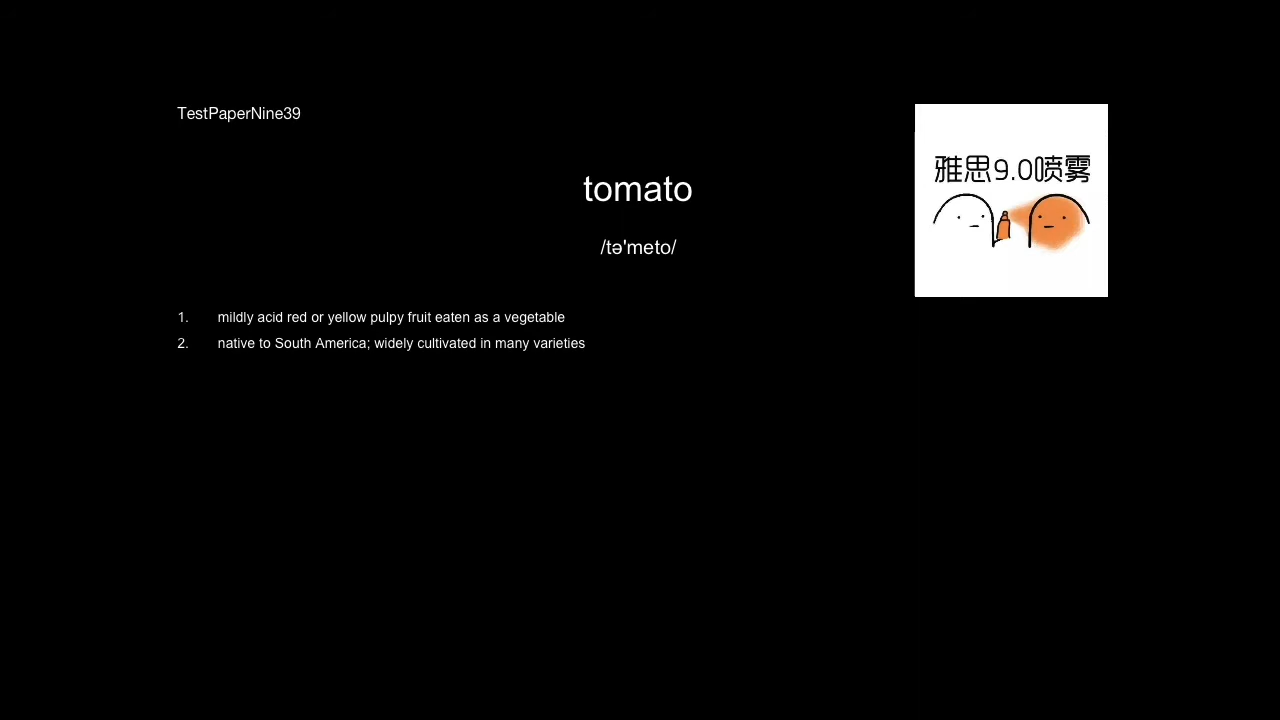 TestPaperNine39
雅思9.0喷雾
tomato
/tə'meto/
1. mildly acid red or yellow pulpy fruit eaten as a vegetable
2. native to South America; widely cultivated in many varieties